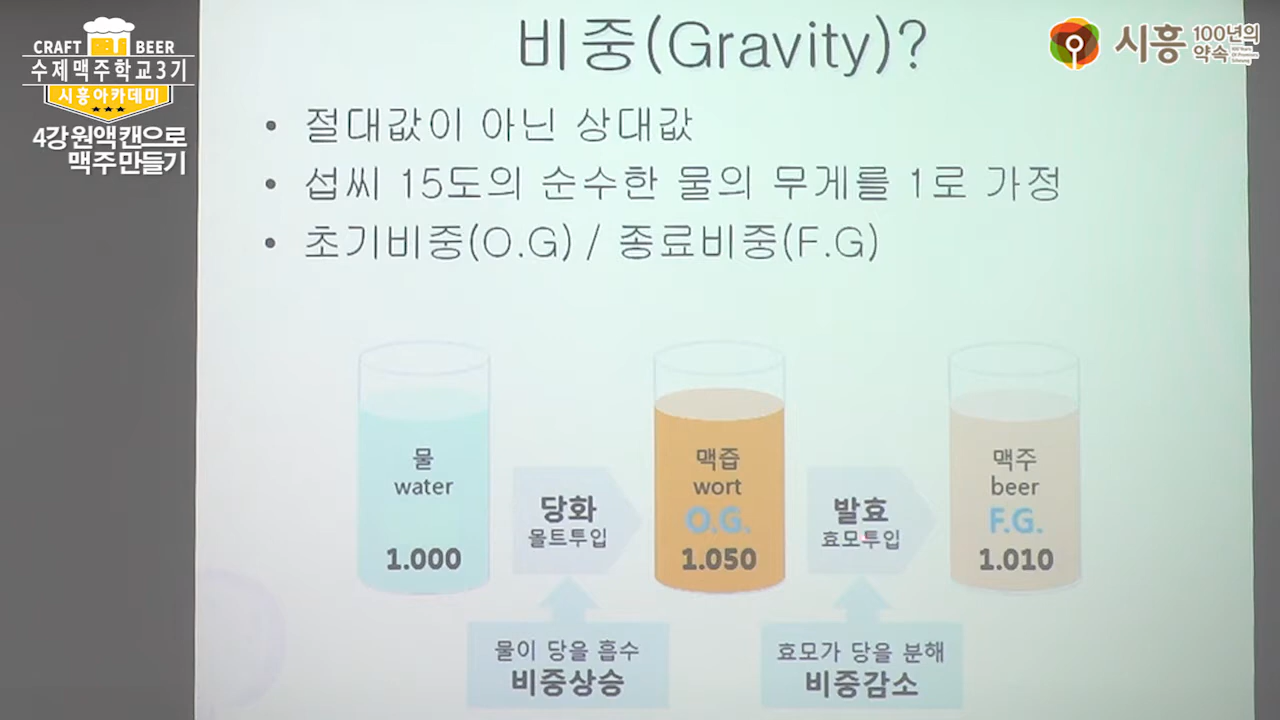 CRAFT BEER
수제맥주학교3기
시흥아카데미
4강 원액 캔으로
맥주 만들기
시흥 100년의
약속
비중(Gravity)?
• 절대값이 아닌 상대값
• 섭씨 15도의 순수한 물의 무게를 1로 가정
• 초기비중(O.G) / 종료비중(F.G)
물
water
1.000
당화
몰트투입
맥즙
wort
O.G.
1.050
발효
효모투입
맥주
beer
F.G.
1.010
물이 당을 흡수
비중상승
효모가 당을 분해
비중감소